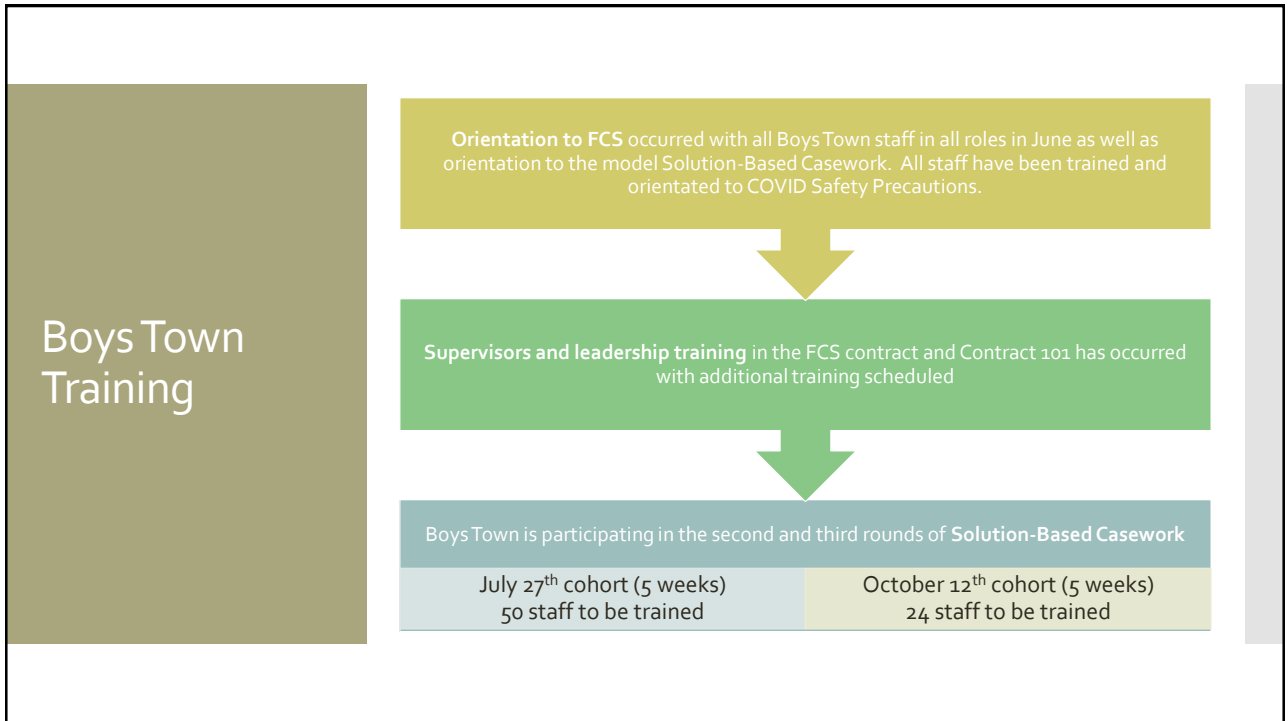 Boys Town
Training
Orientation to FCS occurred with all Boys Town staff in all roles in June as well as
orientation to the model Solution-Based Casework.  All staff have been trained and
orientated to COVID Safety Precautions.
Supervisors and leadership training in the FCS contract and Contract 101 has occurred
with additional training scheduled
Boys Town is participating in the second and third rounds of Solution-Based Casework
July 27th cohort (5 weeks)
50 staff to be trained
October 12th cohort (5 weeks)
24 staff to be trained